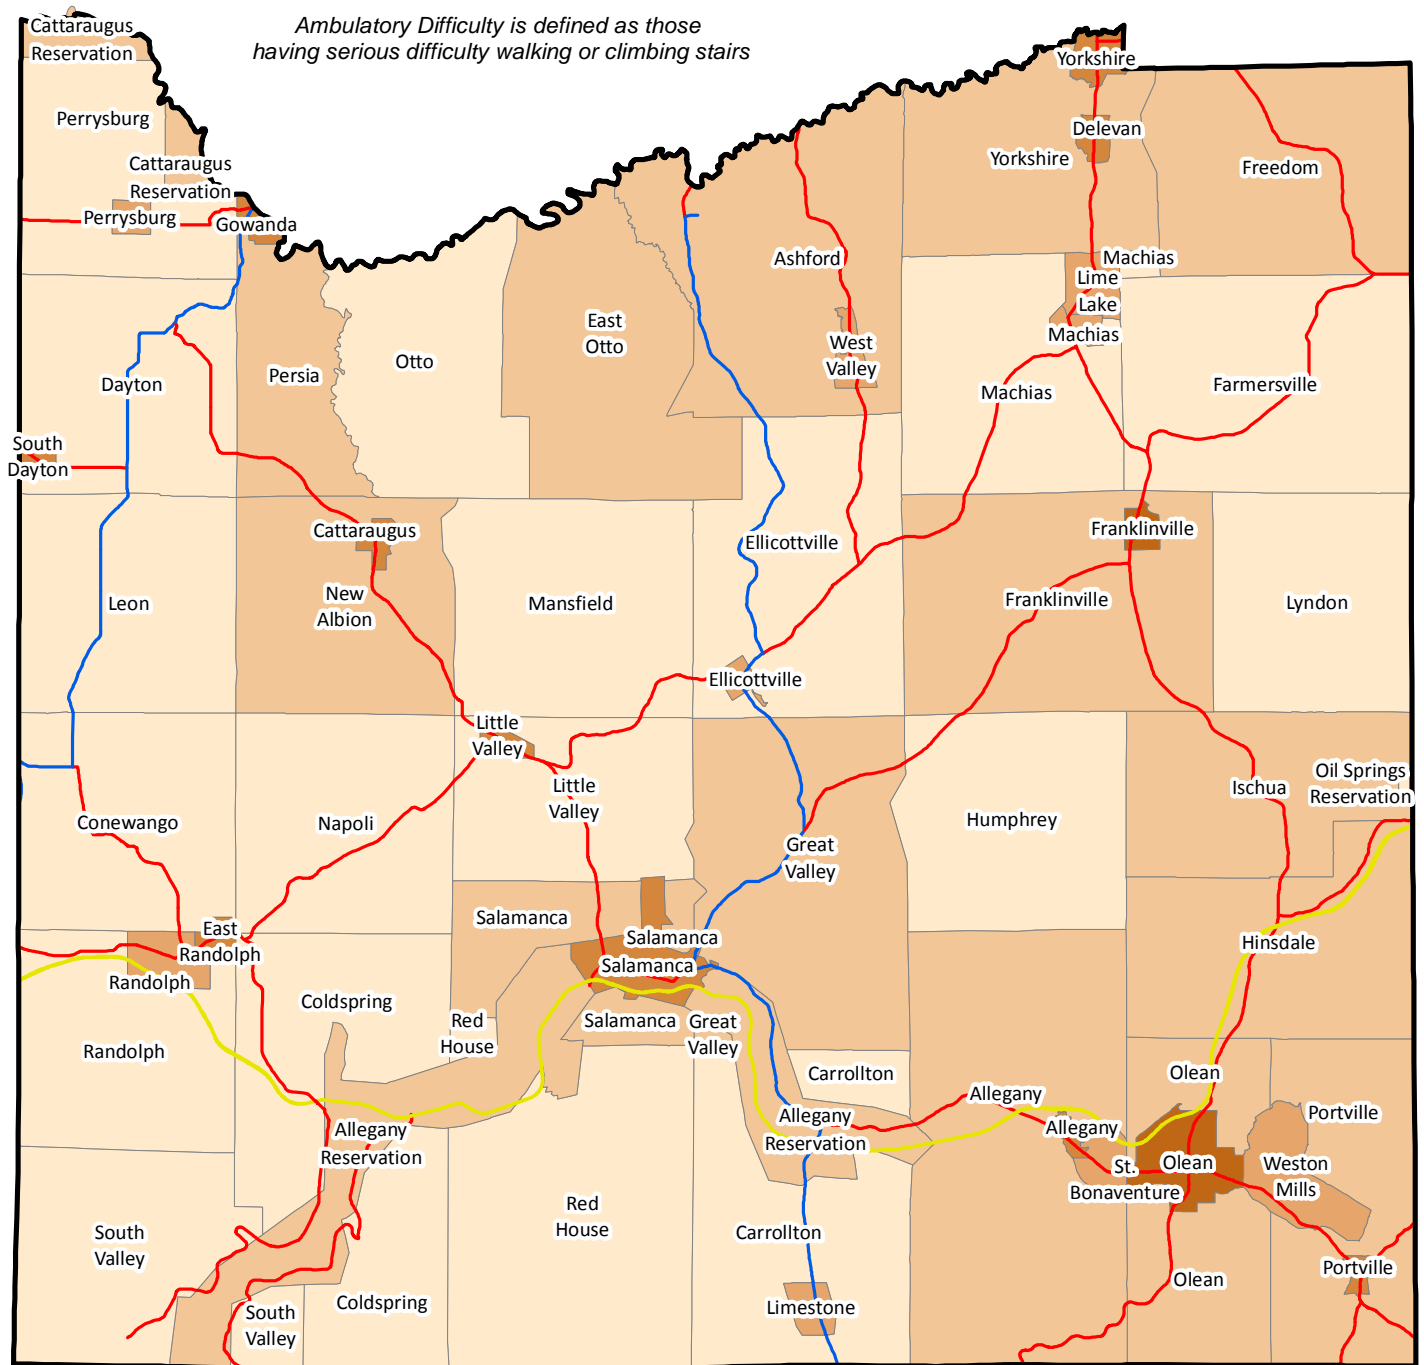 Ambulatory Difficulty is defined as those
having serious difficulty walking or climbing stairs
Cattaraugus
Reservation
Yorkshire
Perrysburg
Delevan
Cattaraugus
Reservation
Yorkshire
Freedom
Perrysburg
Gowanda
Ashford
Machias
Lime
Lake
East
Otto
Machias
West
Valley
Otto
Persia
Dayton
Machias
Farmersville
South
Dayton
Cattaraugus
Ellicottville
Franklinville
New
Albion
Leon
Mansfield
Franklinville
Lyndon
Ellicottville
Little
Valley
Little
Valley
Ischua
Oil Springs
Reservation
Conewango
Napoli
Humphrey
Great
Valley
Salamanca
East
Randolph
Salamanca
Salamanca
Hinsdale
Randolph
Coldspring
Red
House
Salamanca
Great
Valley
Randolph
Carrollton
Olean
Allegany
Allegany
Reservation
Portville
Allegany
Allegany
Reservation
St.
Bonaventure
Olean
Weston
Mills
South
Valley
Red
House
Carrollton
Portville
Olean
South
Valley
Coldspring
Limestone